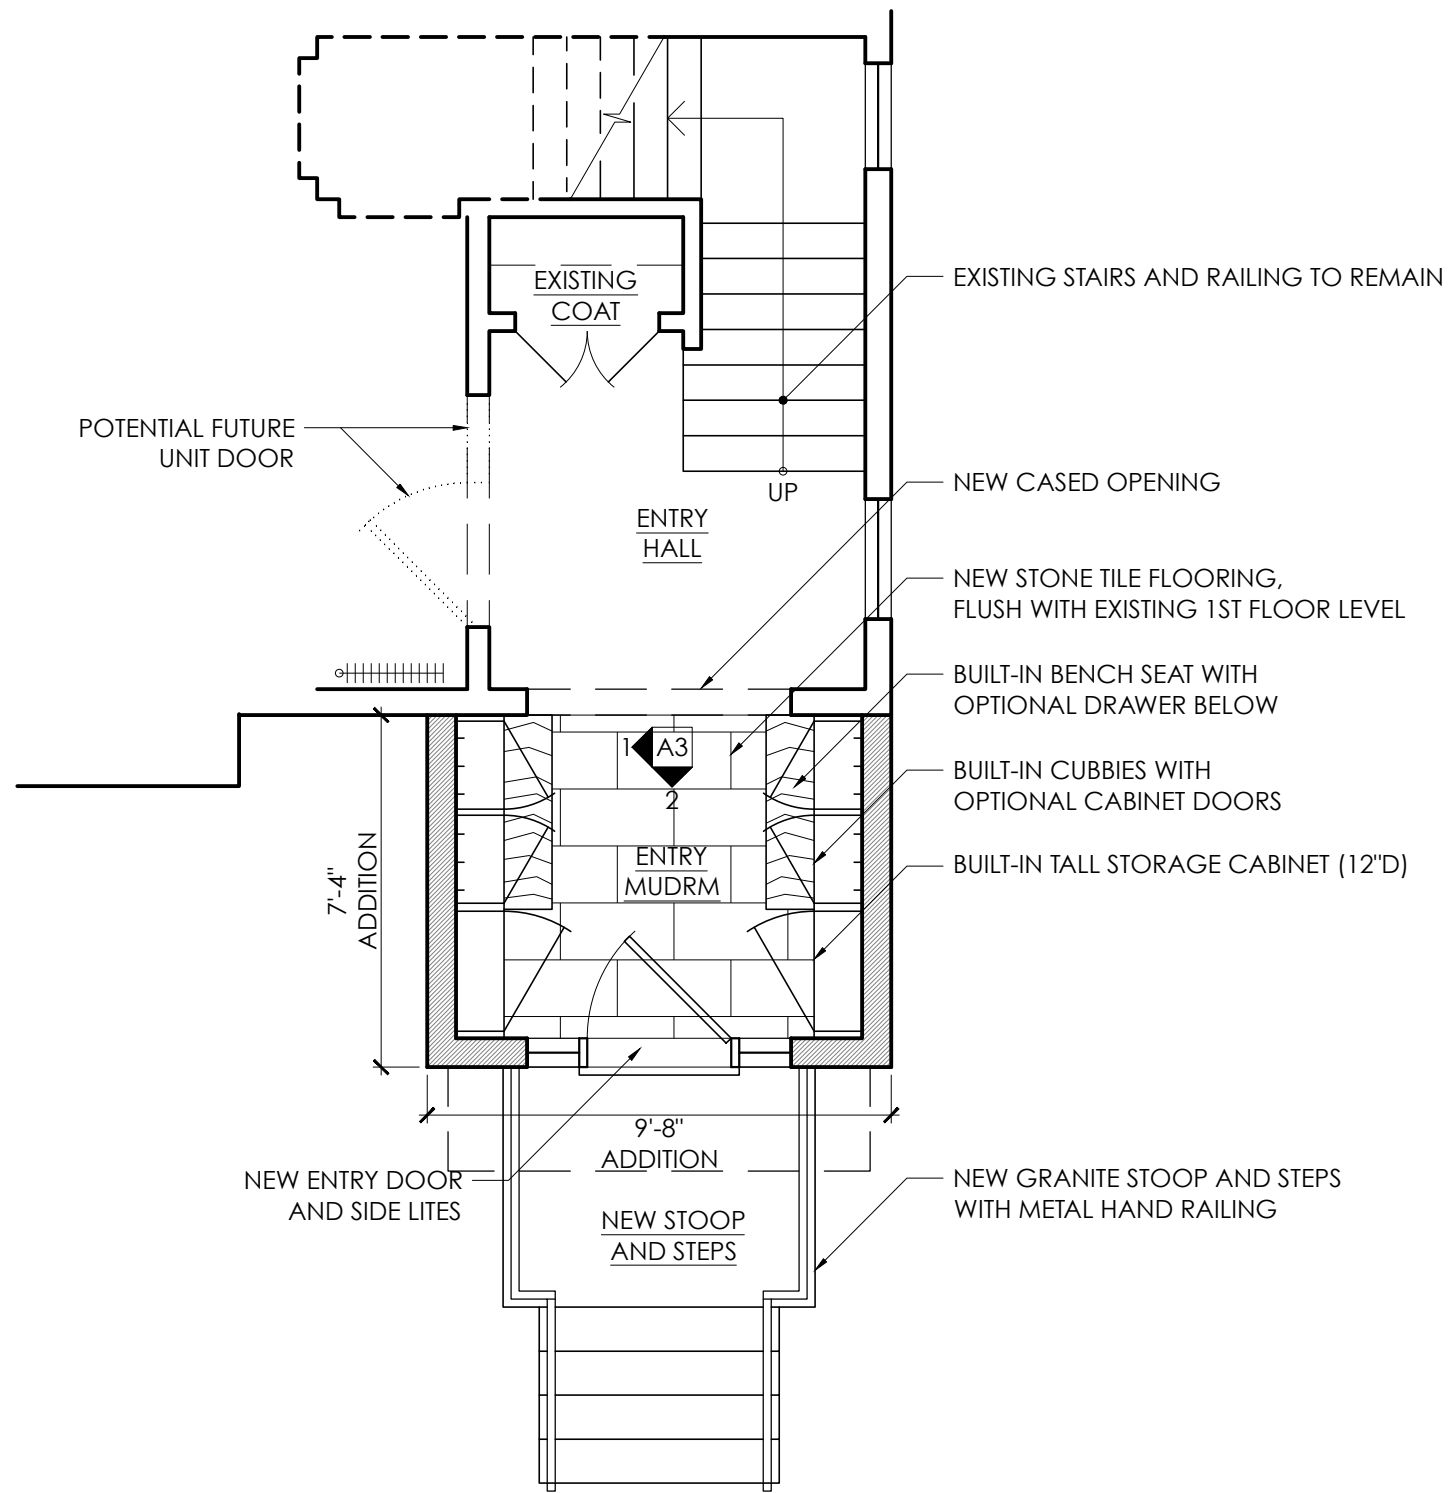 EXISTING
COAT
EXISTING STAIRS AND RAILING TO REMAIN
POTENTIAL FUTURE
UNIT DOOR
UP
NEW CASED OPENING
ENTRY
HALL
NEW STONE TILE FLOORING,
FLUSH WITH EXISTING 1ST FLOOR LEVEL
BUILT-IN BENCH SEAT WITH
OPTIONAL DRAWER BELOW
1 A3
2
BUILT-IN CUBBIES WITH
OPTIONAL CABINET DOORS
ENTRY
MUDRM
BUILT-IN TALL STORAGE CABINET (12"D)
7'-4"
ADDITION
9'-8"
ADDITION
NEW ENTRY DOOR
AND SIDE LITES
NEW GRANITE STOOP AND STEPS
WITH METAL HAND RAILING
NEW STOOP
AND STEPS